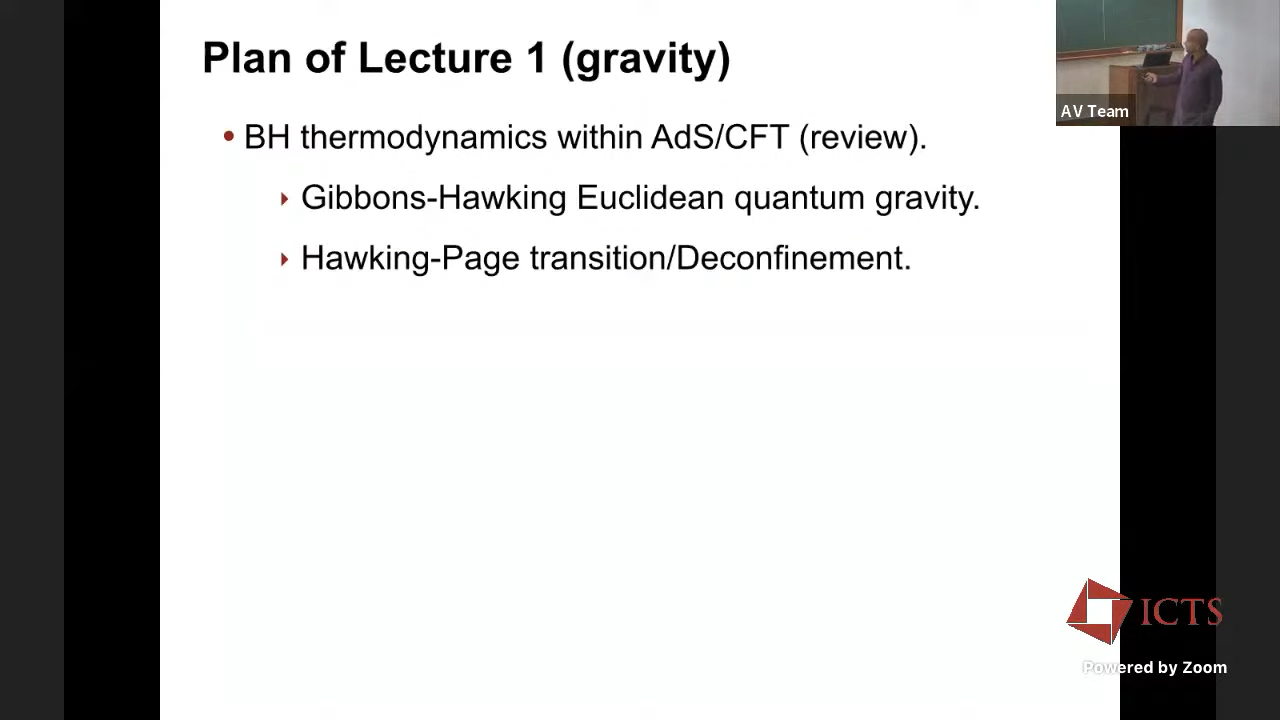 Plan of Lecture 1 (gravity)
• BH thermodynamics within AdS/CFT (review).
‣ Gibbons-Hawking Euclidean quantum gravity.
‣ Hawking-Page transition/Deconfinement.
AV Team
ICTS
Powered by Zoom